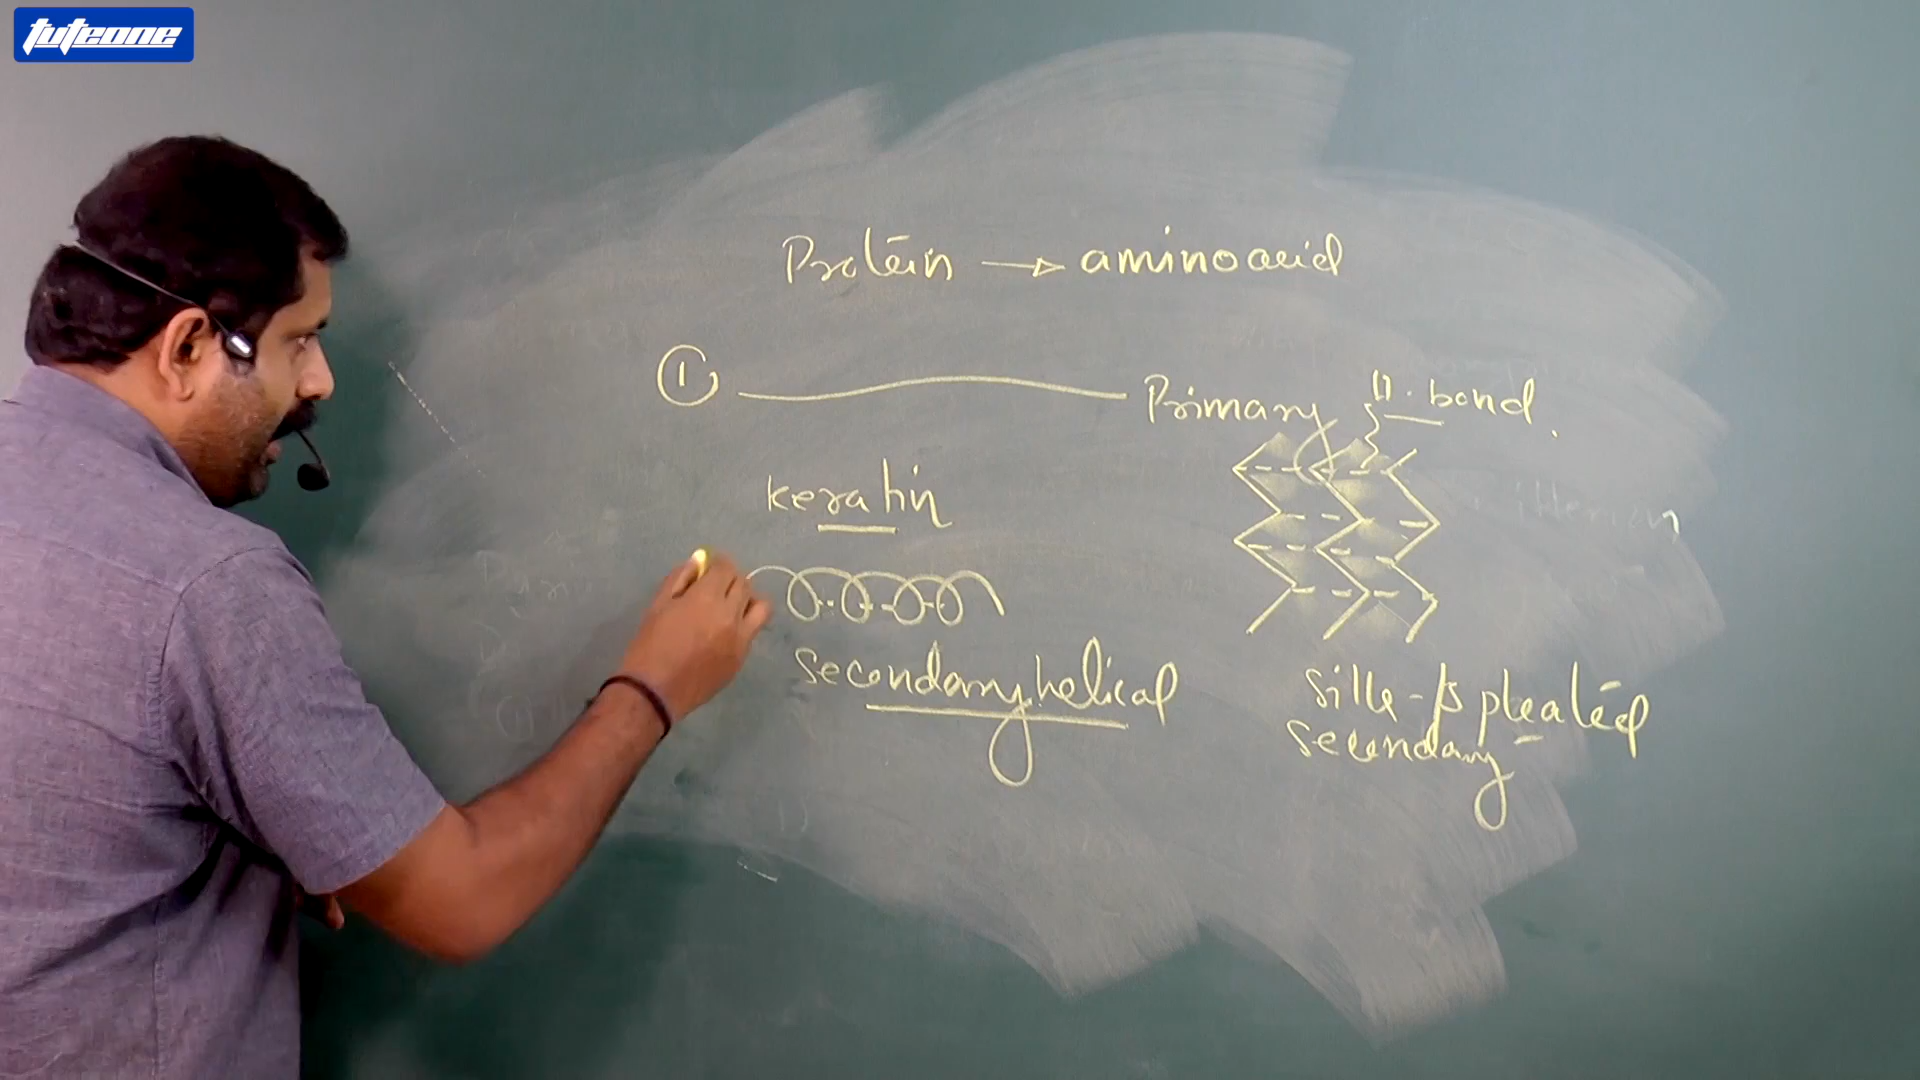 tuteone
Protein → aminoacid
① Primary H. bond
Keratin
secondary helical
Silk - β pleated
secondary